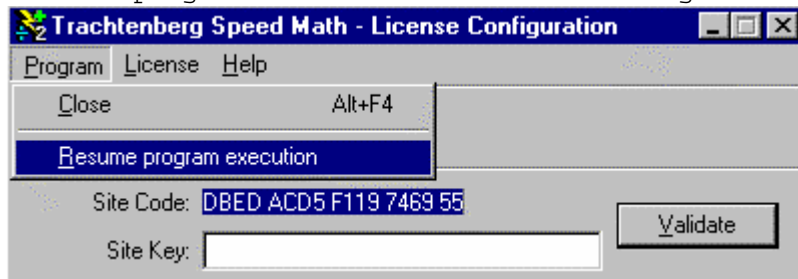 Trachtenberg Speed Math - License Configuration
Program License Help
Close Alt+F4
Resume program execution
Site Code: DBED ACD5 F119 7469 55
Validate
Site Key: